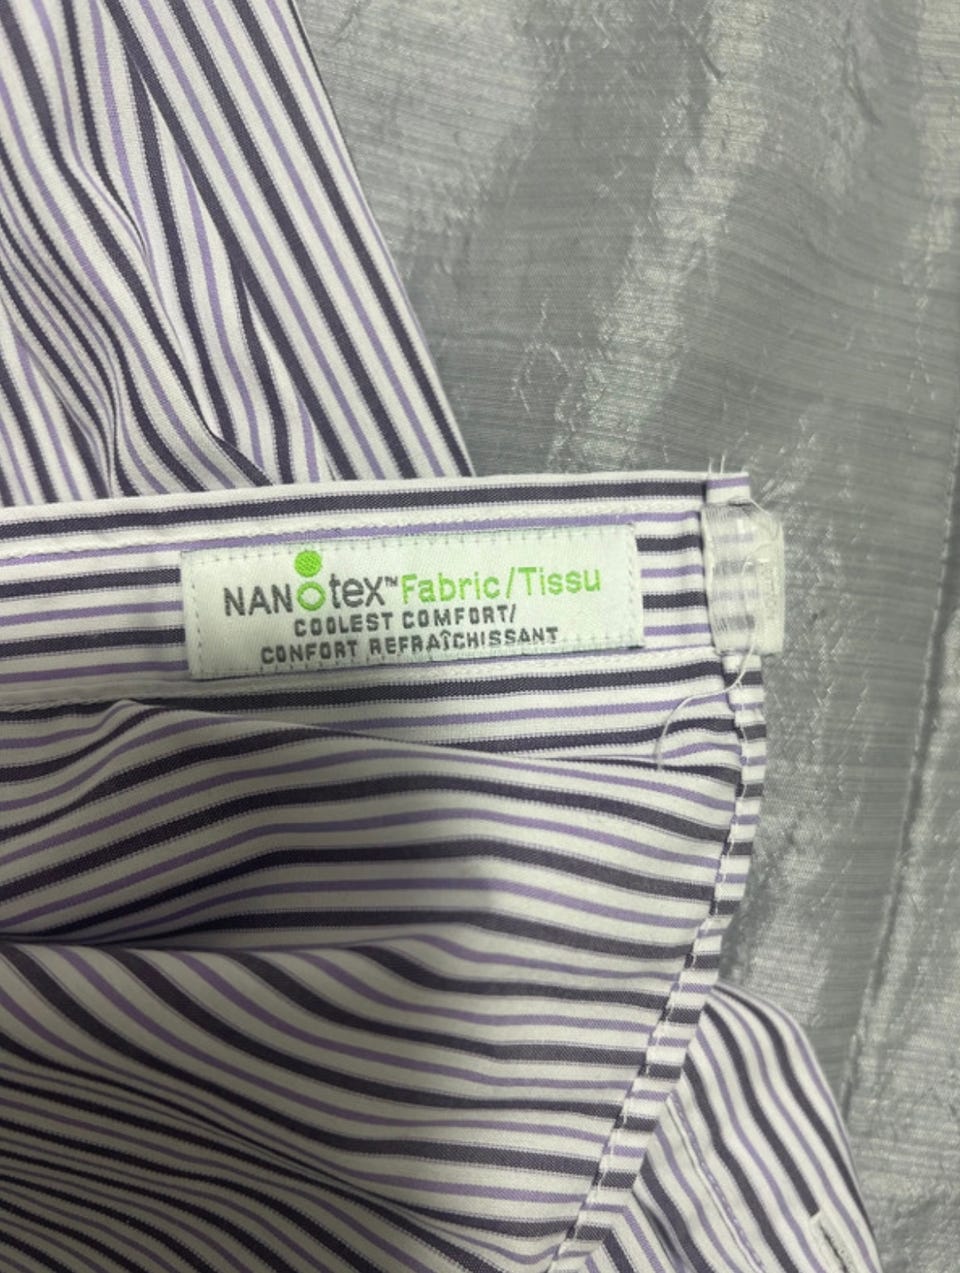 NANOtex™ Fabric/Tissu
COOLEST COMFORT/
CONFORT REFRAÎCHISSANT